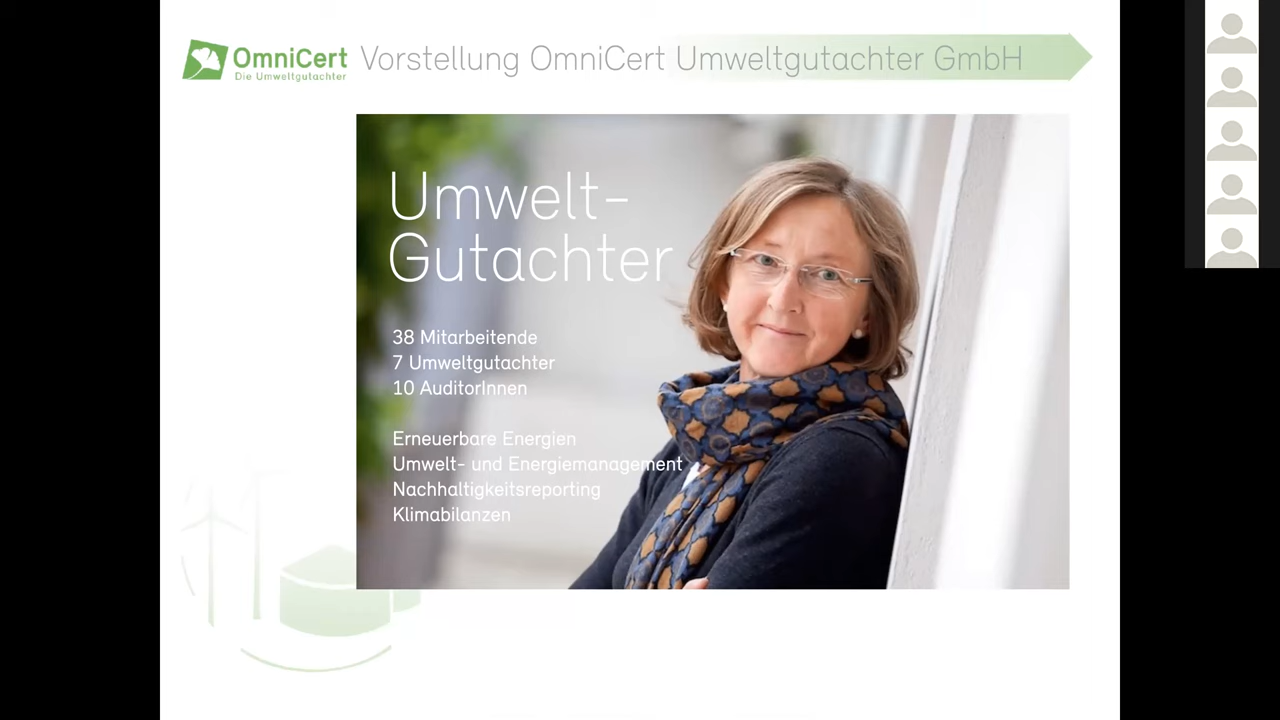 OmniCert
Die Umweltgutachter
Vorstellung OmniCert Umweltgutachter GmbH
Umwelt-
Gutachter
38 Mitarbeitende
7 Umweltgutachter
10 AuditorInnen
Erneuerbare Energien
Umwelt- und Energiemanagement
Nachhaltigkeitsreporting
Klimabilanzen